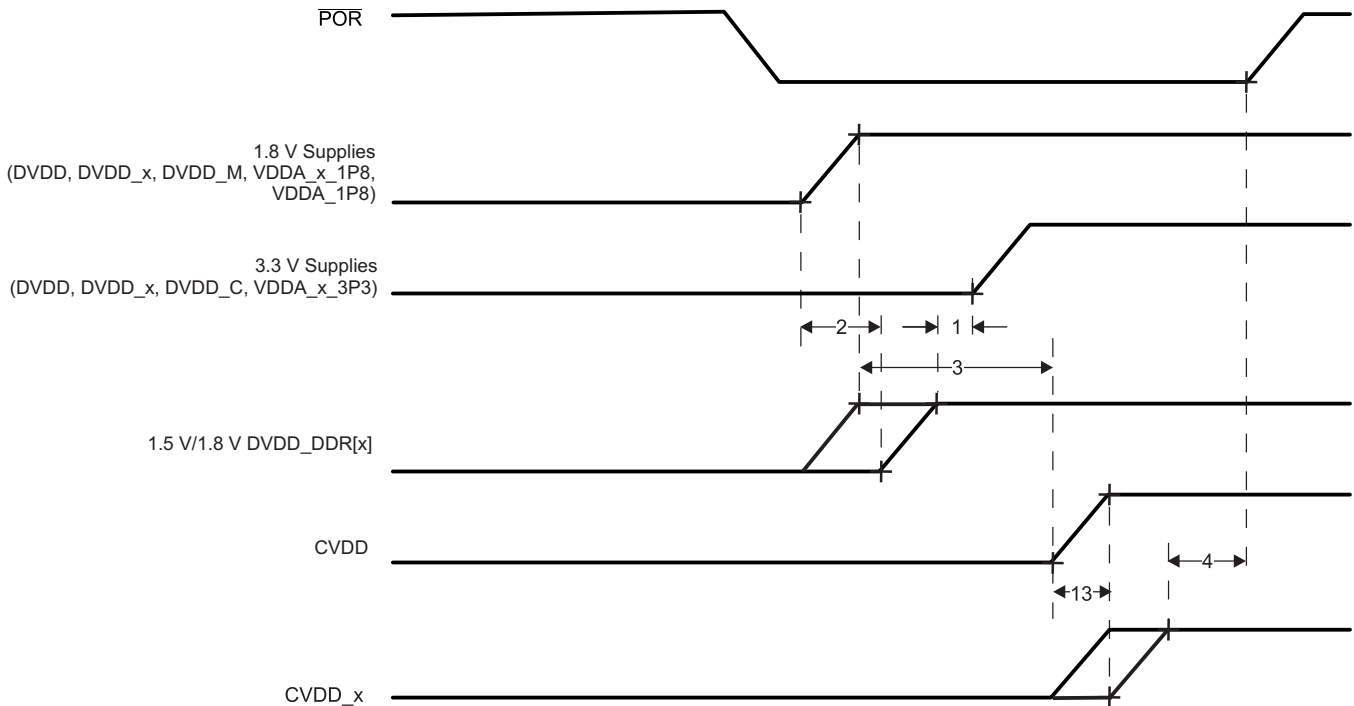 POR
1.8 V Supplies
(DVDD, DVDD_x, DVDD_M, VDDA_x_1P8,
VDDA_1P8)
3.3 V Supplies
(DVDD, DVDD_x, DVDD_C, VDDA_x_3P3)
2
1
3
1.5 V/1.8 V DVDD_DDR[x]
CVDD
4
13
CVDD_x